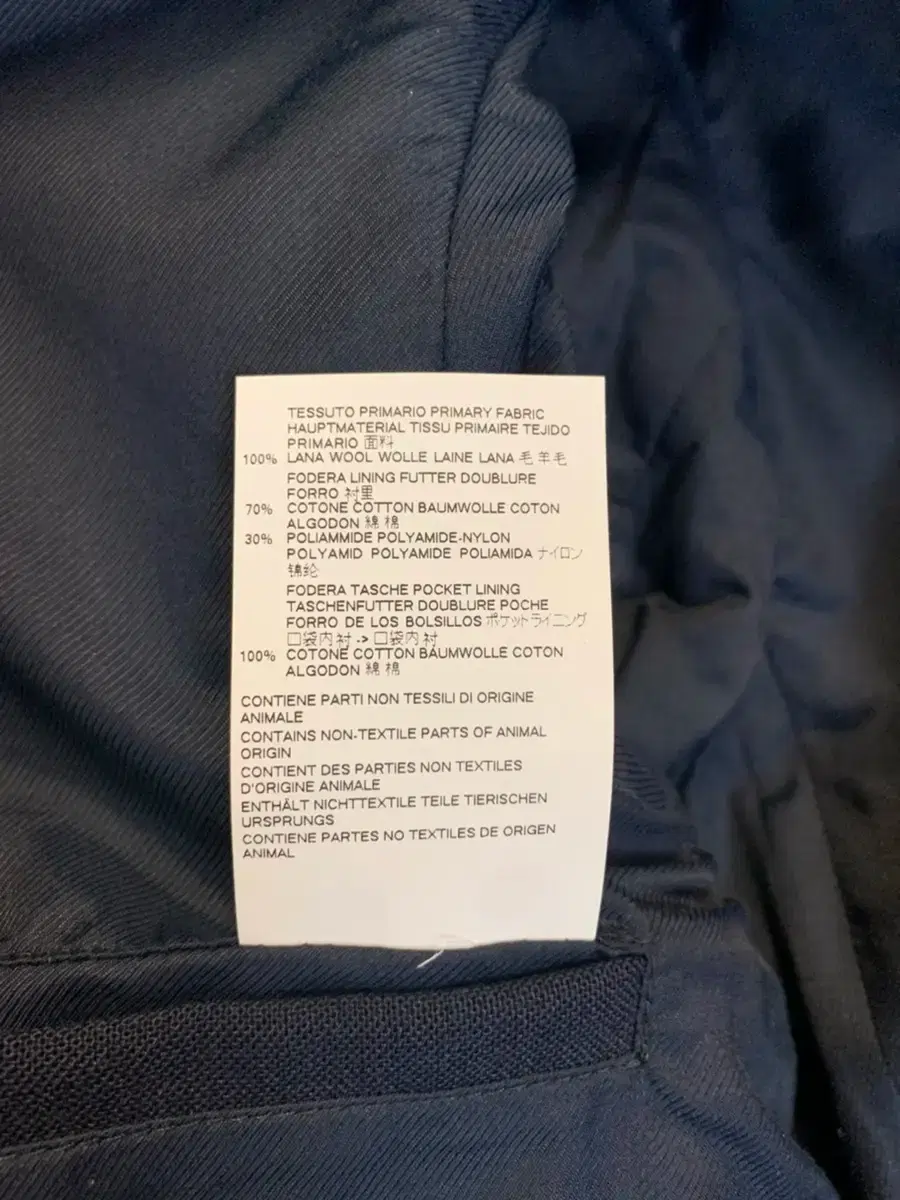 TESSUTO PRIMARIO PRIMARY FABRIC
HAUPTMATERIAL TISSU PRIMAIRE TEJIDO
PRIMARIO 面料
100% LANA WOOL WOLLE LAINE LANA 毛 羊毛
FODERA LINING FUTTER DOUBLURE
FORRO 衬里
70% COTONE COTTON BAUMWOLLE COTON
ALGODON 綿 棉
30% POLIAMMIDE POLYAMIDE-NYLON
POLYAMID POLYAMIDE POLIAMIDA ナイロン
锦纶
FODERA TASCHE POCKET LINING
TASCHENFUTTER DOUBLURE POCHE
FORRO DE LOS BOLSILLOS ポケットライニング
口袋内衬 -> 口袋内衬
100% COTONE COTTON BAUMWOLLE COTON
ALGODON 綿 棉
CONTIENE PARTI NON TESSILI DI ORIGINE
ANIMALE
CONTAINS NON-TEXTILE PARTS OF ANIMAL
ORIGIN
CONTIENT DES PARTIES NON TEXTILES
D'ORIGINE ANIMALE
ENTHÄLT NICHTTEXTILE TEILE TIERISCHEN
URSPRUNGS
CONTIENE PARTES NO TEXTILES DE ORIGEN
ANIMAL